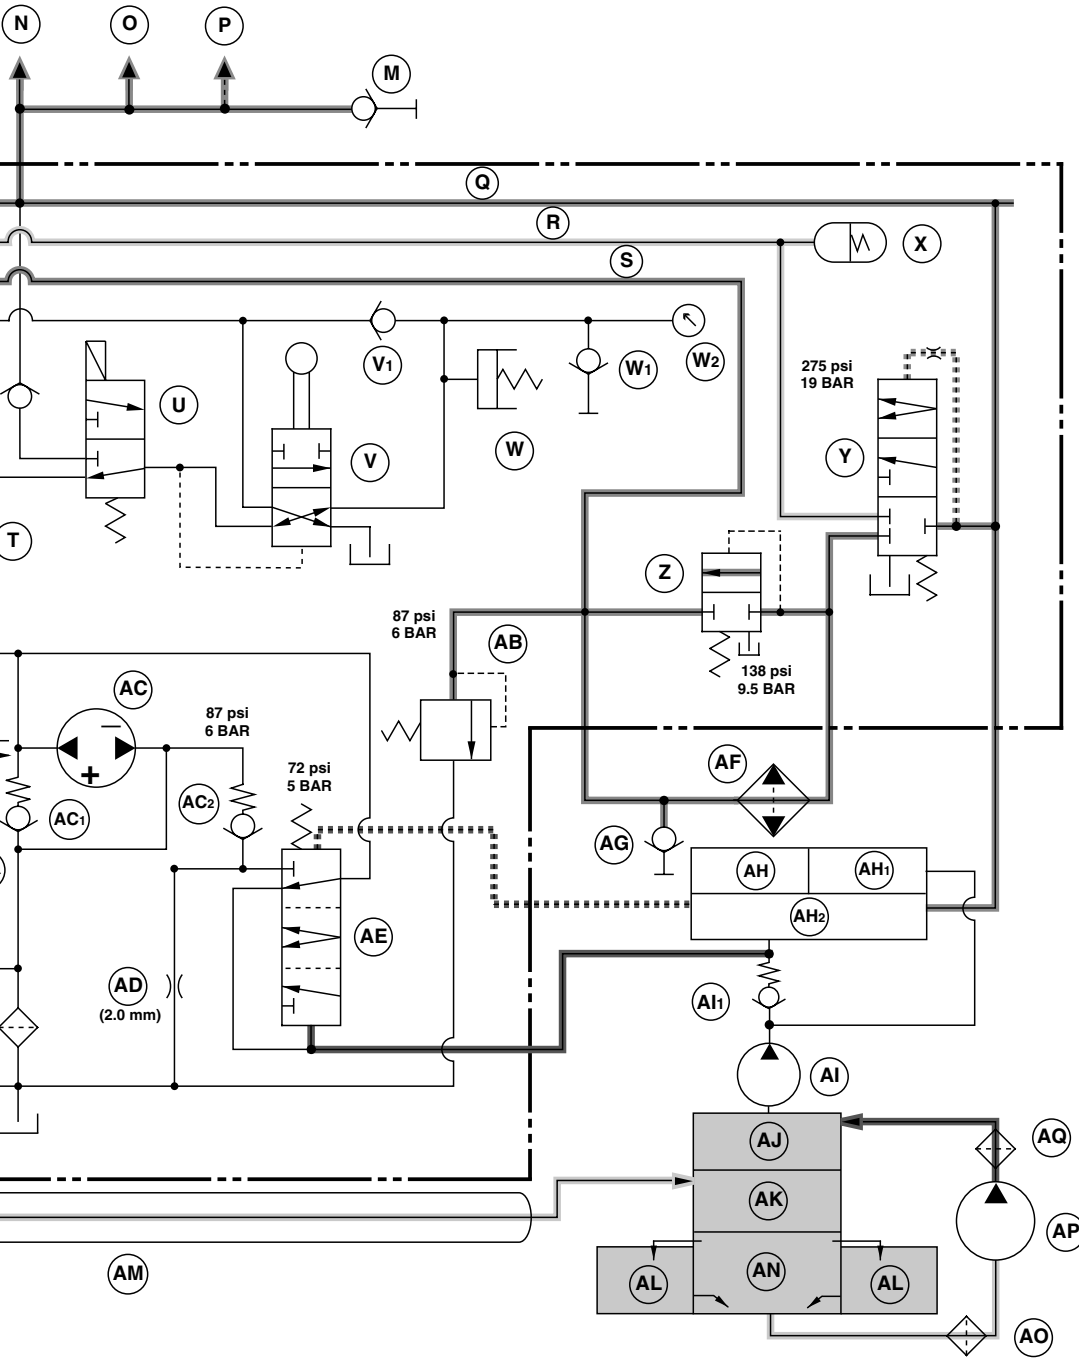 N
O
P
M
Q
R
X
S
V1
W1
W2
275 psi
19 BAR
U
V
W
Y
T
Z
87 psi
6 BAR
AB
138 psi
9.5 BAR
AC
87 psi
6 BAR
AF
72 psi
5 BAR
AC1
AC2
AG
AH
AH1
AH2
AE
AD
(2.0 mm)
AI1
AI
AJ
AQ
AK
AP
AM
AL
AN
AL
AO